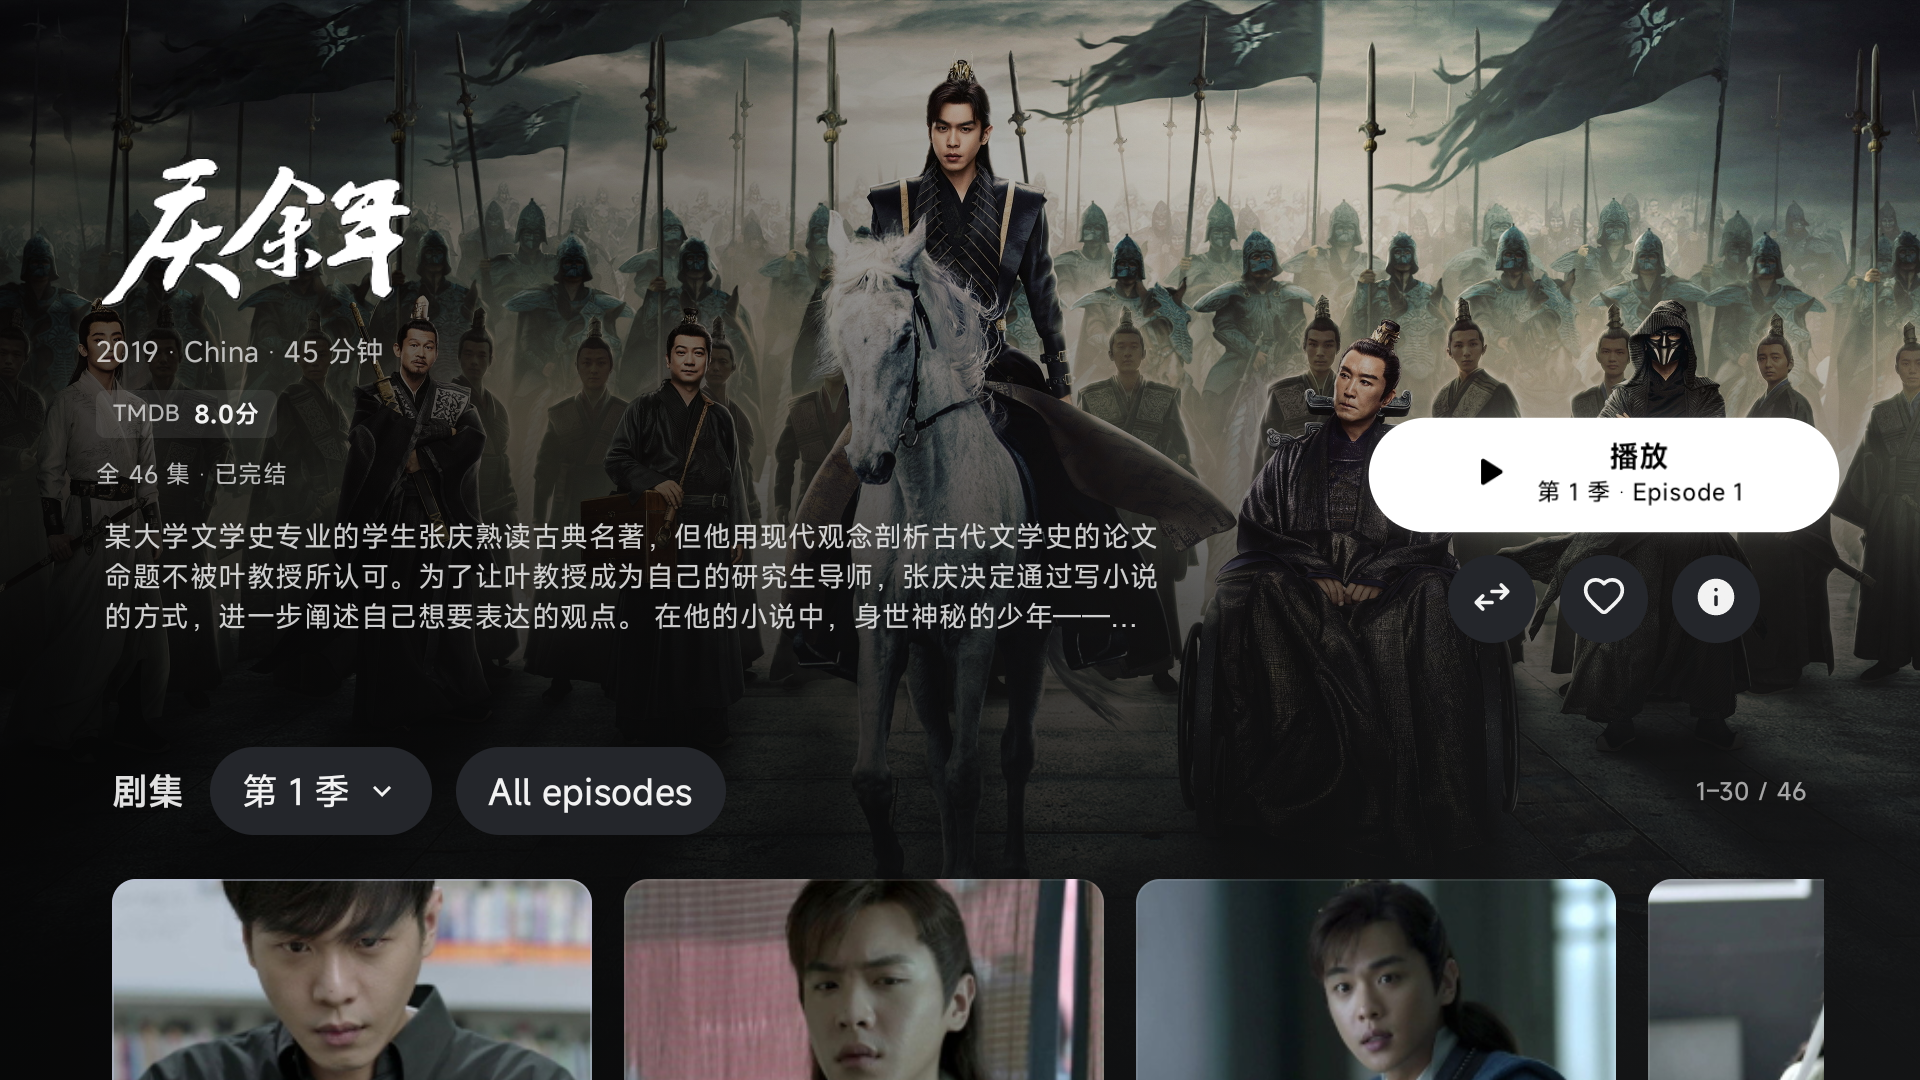 庆余年
2019 · China · 45 分钟
TMDB 8.0分
全 46 集 · 已完结
某大学文学史专业的学生张庆熟读古典名著，但他用现代观念剖析古代文学史的论文
命题不被叶教授所认可。为了让叶教授成为自己的研究生导师，张庆决定通过写小说
的方式，进一步阐述自己想要表达的观点。 在他的小说中，身世神秘的少年——...
播放
第 1 季 · Episode 1
剧集
第 1 季
All episodes
1–30 / 46